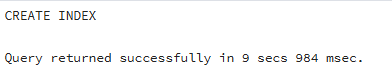 CREATE INDEX
Query returned successfully in 9 secs 984 msec.